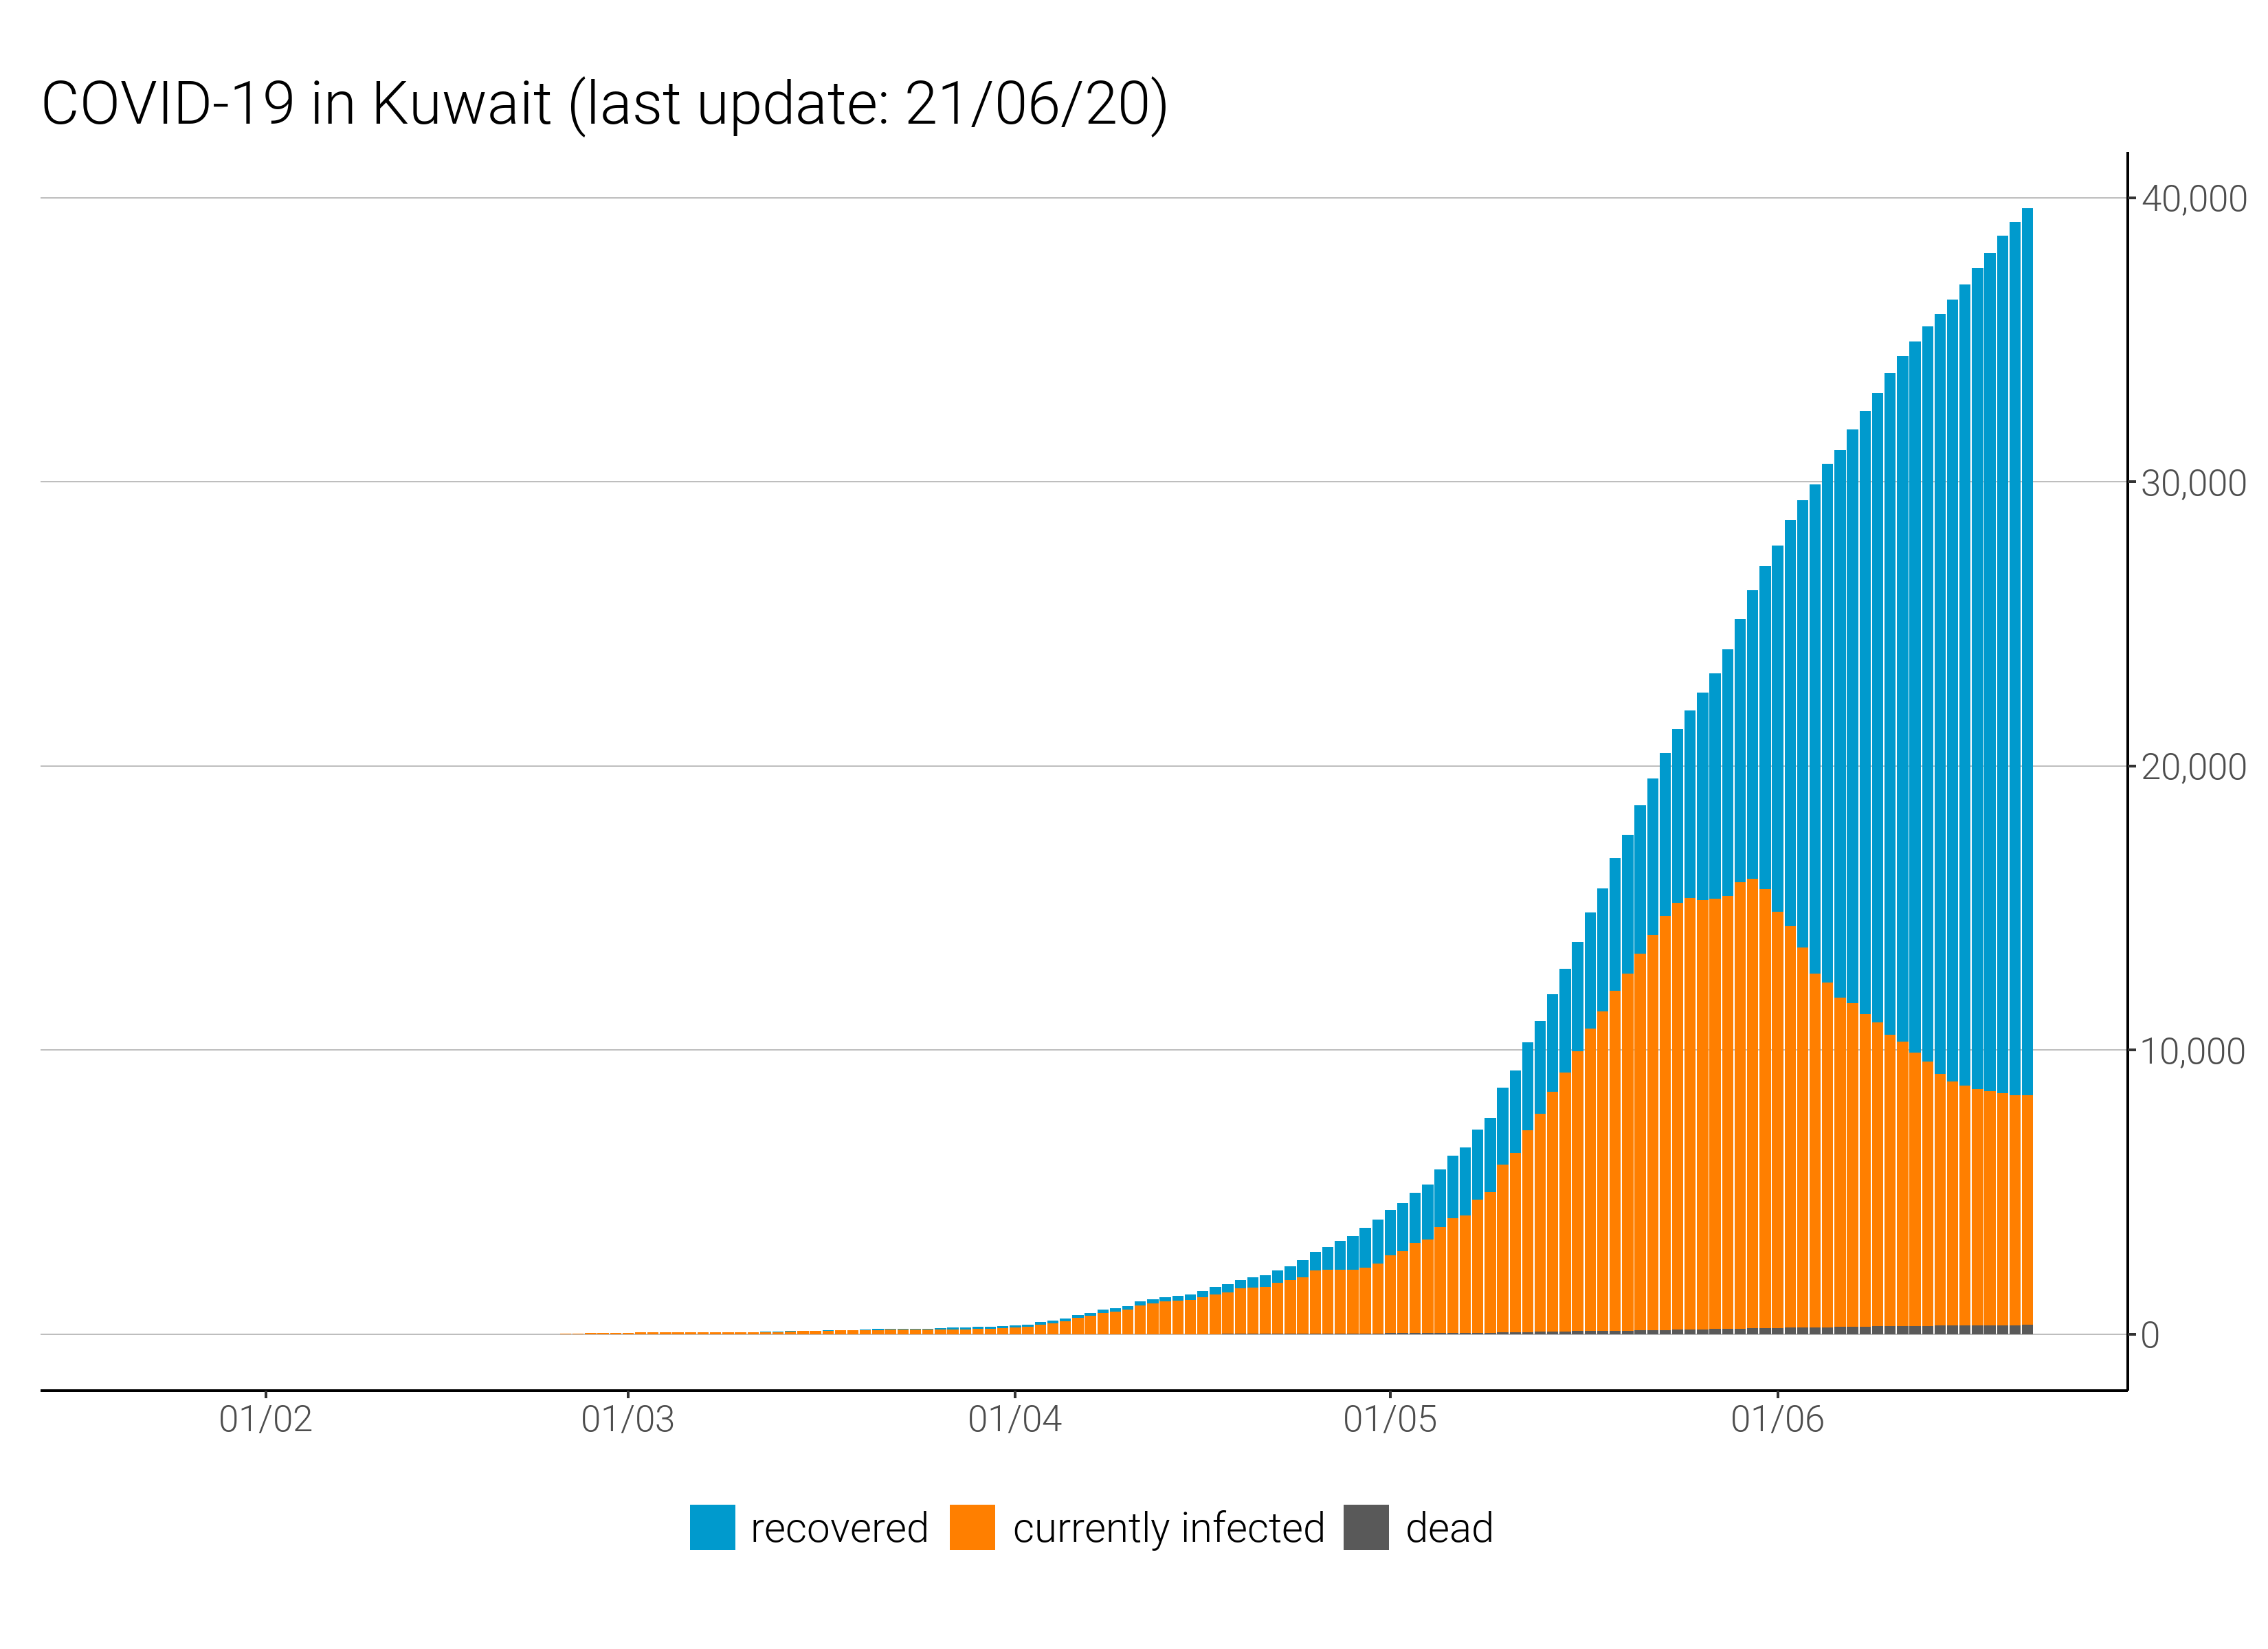 COVID-19 in Kuwait (last update: 21/06/20)
40,000
30,000
20,000
10,000
0
01/02 01/03 01/04 01/05 01/06
recovered currently infected dead